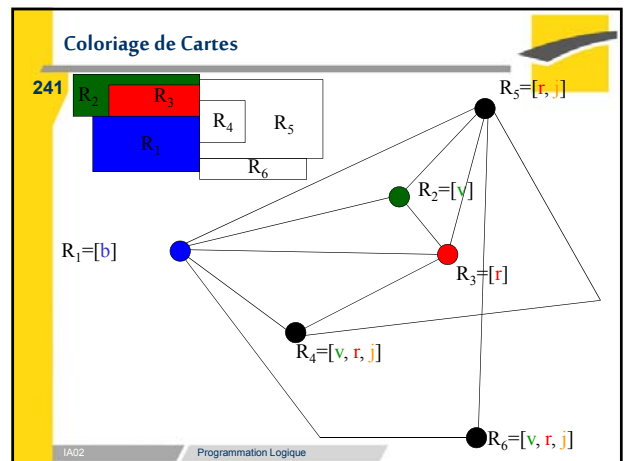 Coloriage de Cartes
241
R2
R3
R4
R5
R1
R6
R5=[r, j]
R2=[v]
R1=[b]
R3=[r]
R4=[v, r, j]
R6=[v, r, j]
IA02
Programmation Logique